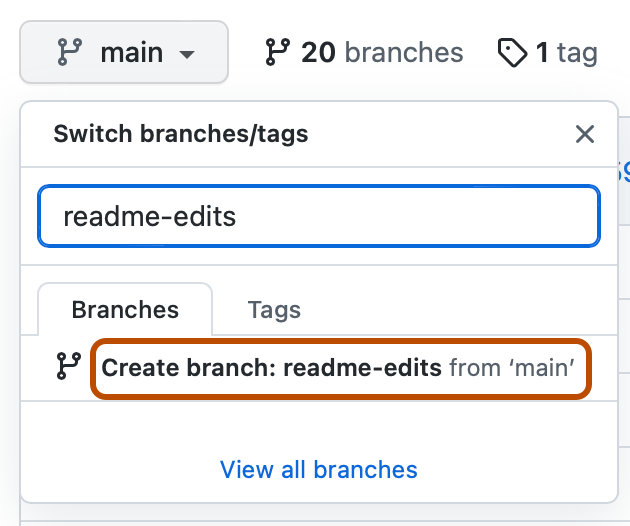 main 20 branches 1 tag
Switch branches/tags
readme-edits
Branches Tags
Create branch: readme-edits from ‘main’
View all branches